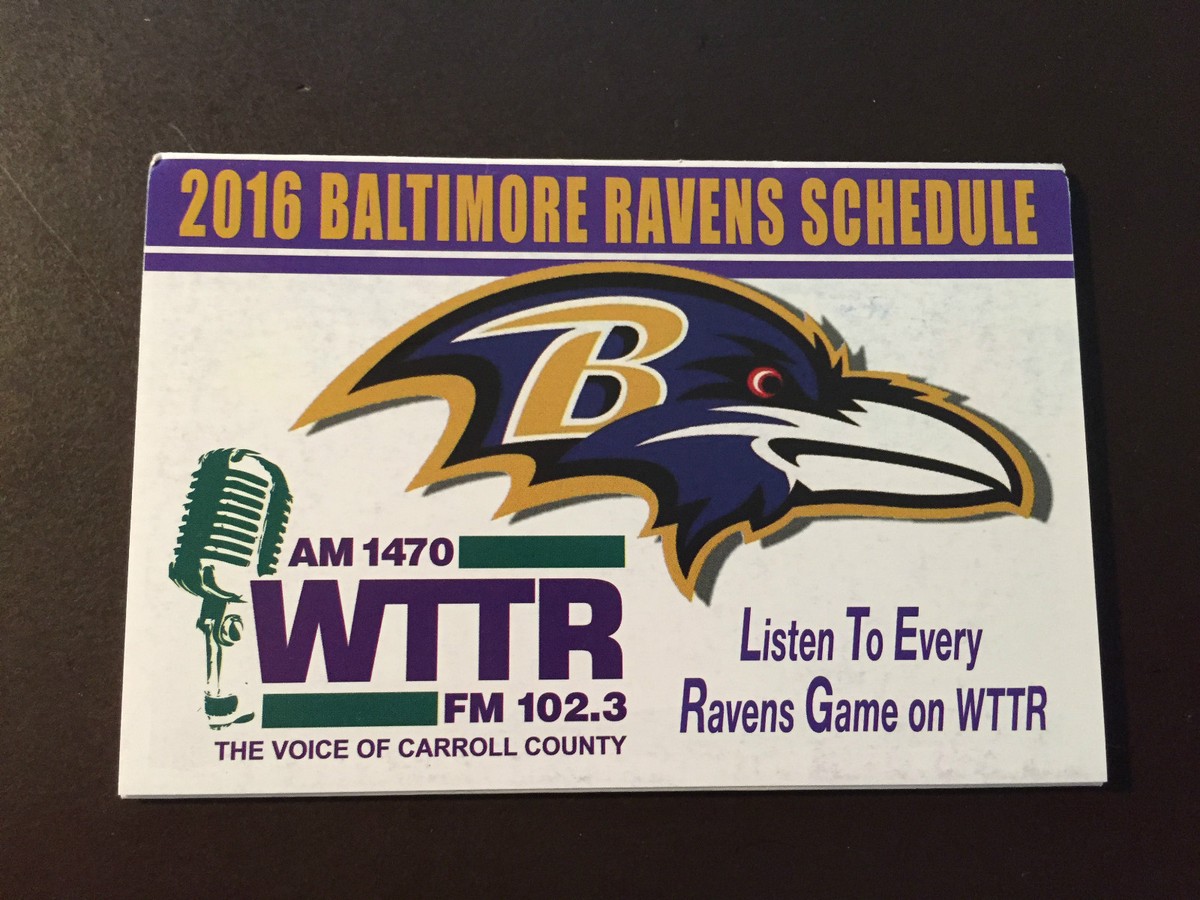 2016 BALTIMORE RAVENS SCHEDULE
B
AM 1470
WTTR
FM 102.3
THE VOICE OF CARROLL COUNTY
Listen To Every
Ravens Game on WTTR